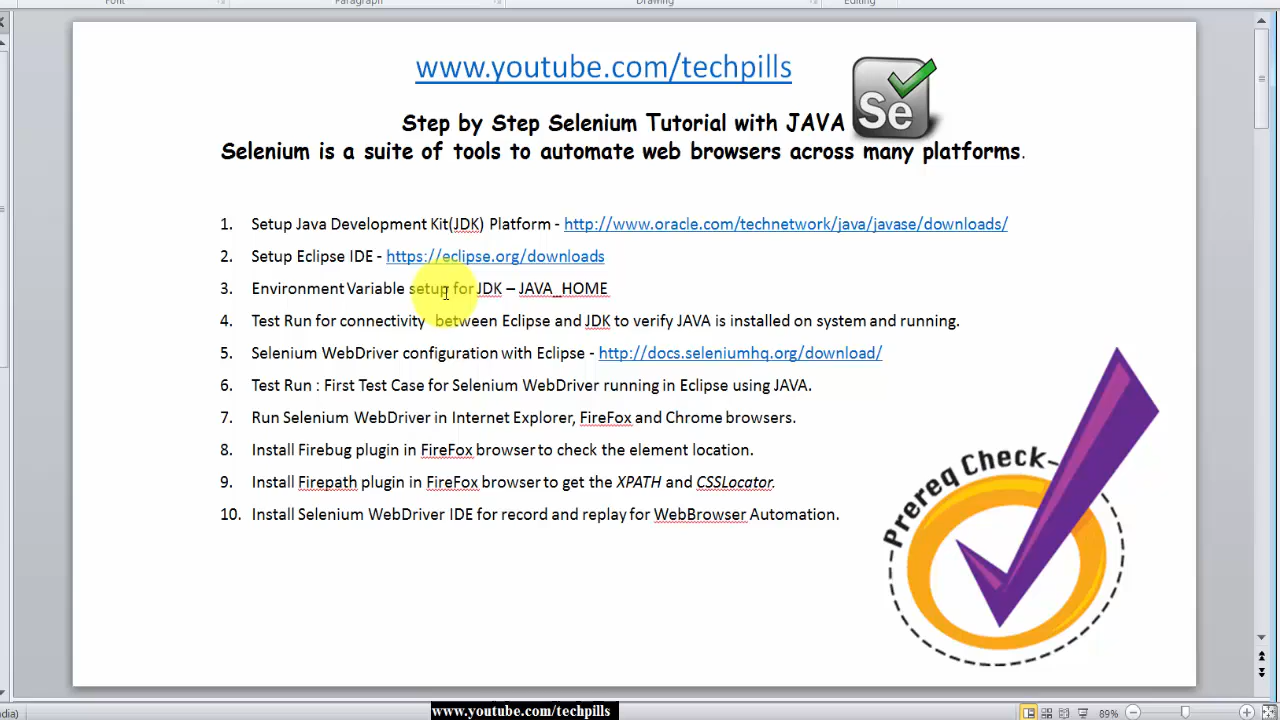 Font Paragraph Drawing Editing
www.youtube.com/techpills
Se
Step by Step Selenium Tutorial with JAVA
Selenium is a suite of tools to automate web browsers across many platforms.
1. Setup Java Development Kit(JDK) Platform - http://www.oracle.com/technetwork/java/javase/downloads/
2. Setup Eclipse IDE - https://eclipse.org/downloads
3. Environment Variable setup for JDK – JAVA_HOME
4. Test Run for connectivity between Eclipse and JDK to verify JAVA is installed on system and running.
5. Selenium WebDriver configuration with Eclipse - http://docs.seleniumhq.org/download/
6. Test Run : First Test Case for Selenium WebDriver running in Eclipse using JAVA.
7. Run Selenium WebDriver in Internet Explorer, FireFox and Chrome browsers.
8. Install Firebug plugin in FireFox browser to check the element location.
9. Install Firepath plugin in FireFox browser to get the XPATH and CSSLocator.
10. Install Selenium WebDriver IDE for record and replay for WebBrowser Automation.
Prereq Check-
www.youtube.com/techpills
89%